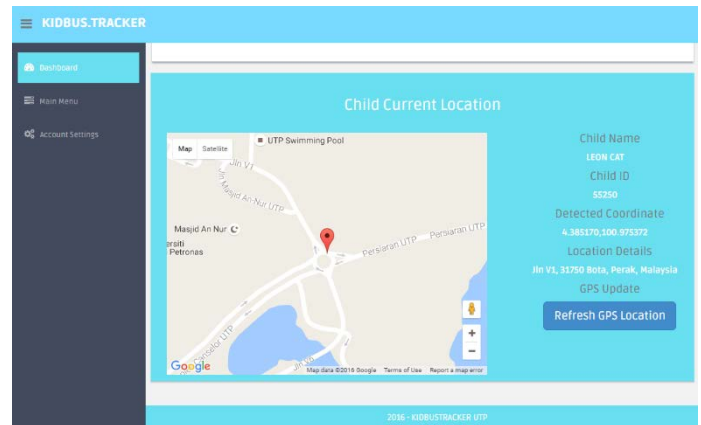 KIDBUS.TRACKER
Dashboard
Main Menu
Account Settings
Child Current Location
Map Satellite
UTP Swimming Pool
Jln V1
Jln Masjid An-Nur UTP
Masjid An Nur
ersiti
Petronas
Persiaran UTP
Persiaran UTP
Google
Map data ©2016 Google Terms of Use Report a map error
Child Name
LEON CAT
Child ID
55250
Detected Coordinate
4.385170,100.975372
Location Details
Jln V1, 31750 Bota, Perak, Malaysia
GPS Update
Refresh GPS Location
2016 - KIDBUSTRACKER UTP